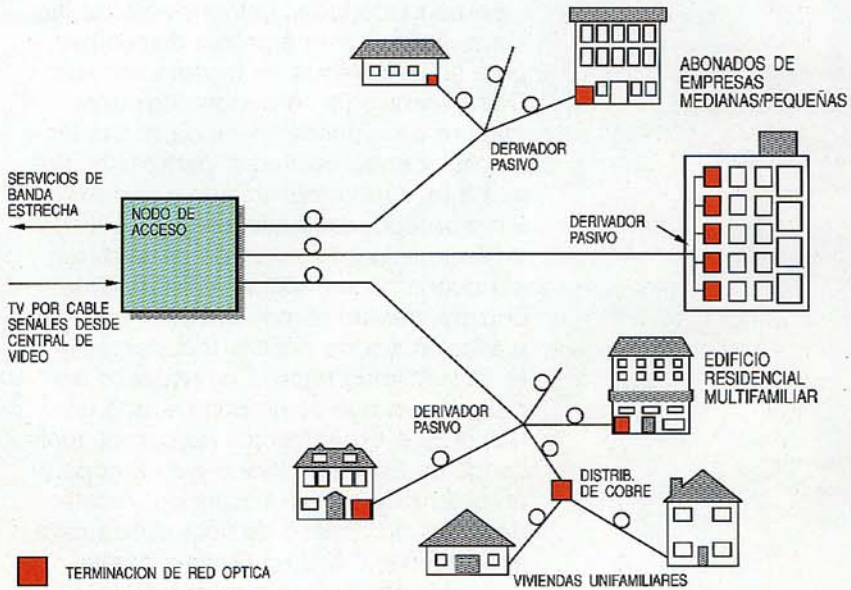 ABONADOS DE
EMPRESAS
MEDIANAS/PEQUEÑAS
DERIVADOR
PASIVO
SERVICIOS DE
BANDA
ESTRECHA
NODO DE
ACCESO
DERIVADOR
PASIVO
TV POR CABLE
SEÑALES DESDE
CENTRAL DE
VIDEO
EDIFICIO
RESIDENCIAL
MULTIFAMILIAR
DERIVADOR
PASIVO
DISTRIB.
DE COBRE
TERMINACION DE RED OPTICA
VIVIENDAS UNIFAMILIARES